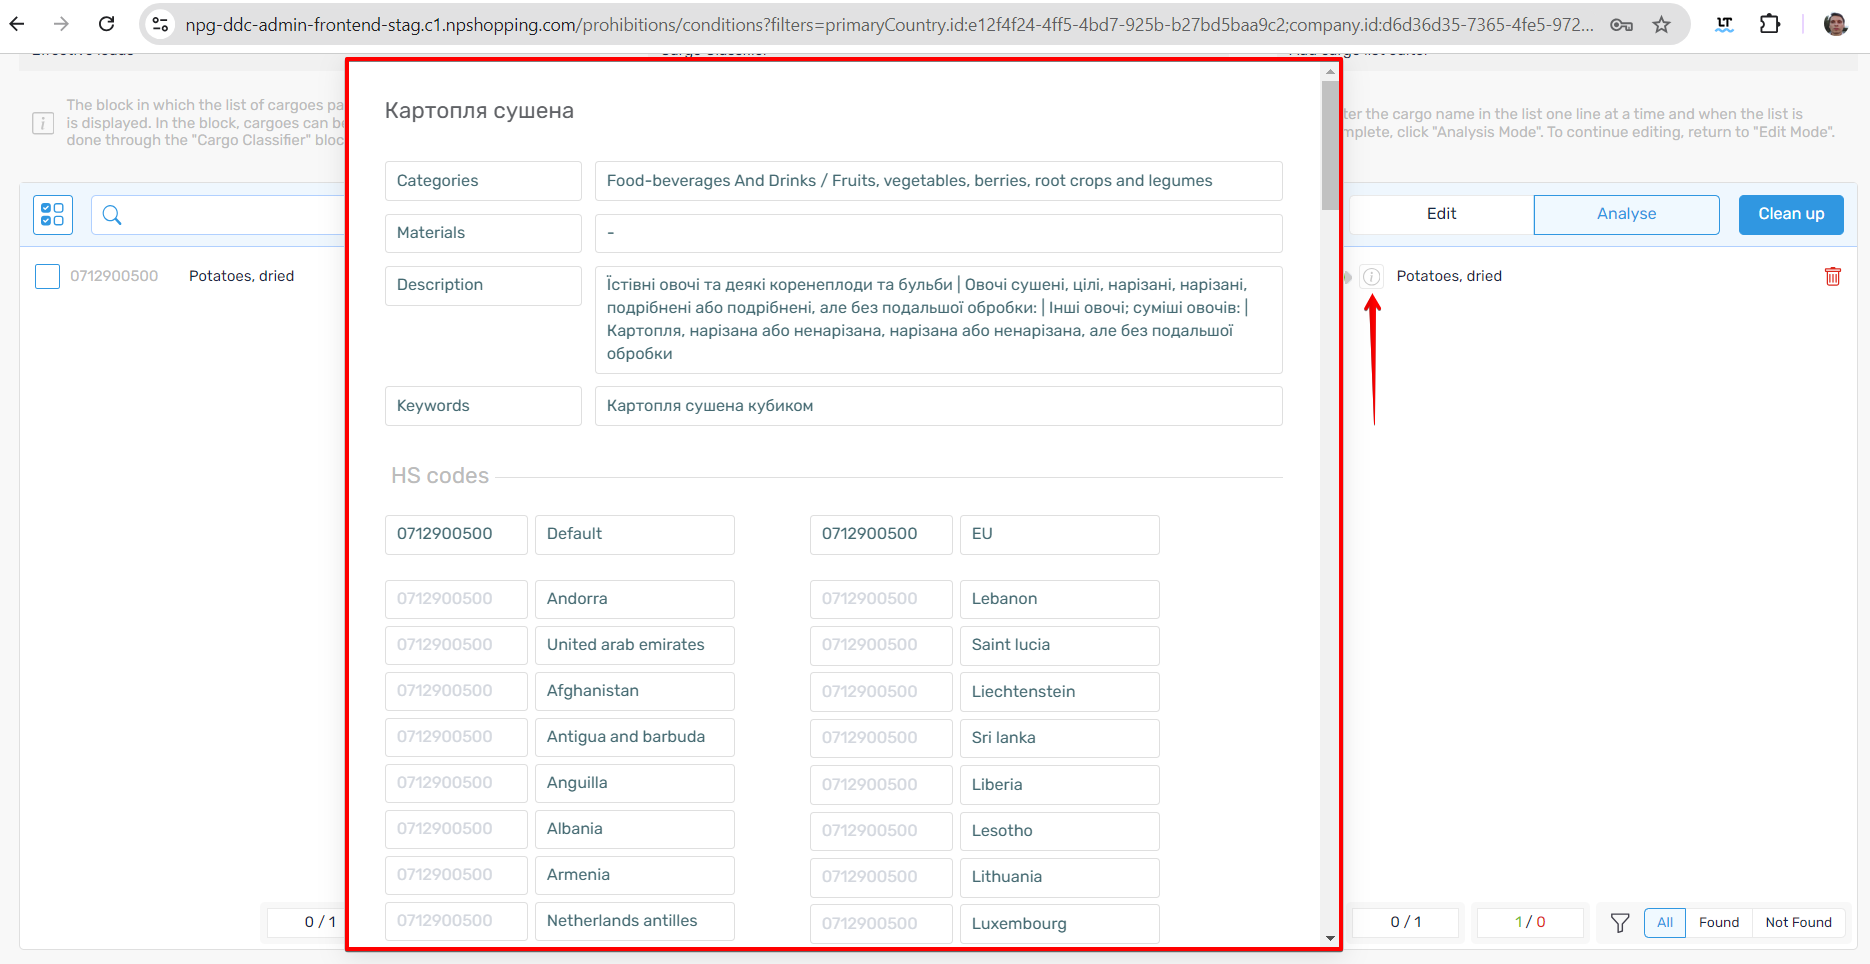 npg-ddc-admin-frontend-stag.c1.npshopping.com/prohibitions/conditions?filters=primaryCountry.id:e12f4f24-4ff5-4bd7-925b-b27bd5baa9c2;company.id:d6d36d35-7365-4fe5-972...
LT
The block in which the list of cargoes pa
is displayed. In the block, cargoes can be
done through the "Cargo Classifier" bloc
ter the cargo name in the list one line at a time and when the list is
mplete, click "Analysis Mode". To continue editing, return to "Edit Mode".
Edit
Analyse
Clean up
0712900500 Potatoes, dried
Potatoes, dried
Картопля сушена
Categories
Food-beverages And Drinks / Fruits, vegetables, berries, root crops and legumes
Materials
-
Description
Їстівні овочі та деякі коренеплоди та бульби | Овочі сушені, цілі, нарізані, нарізані,
подрібнені або подрібнені, але без подальшої обробки: | Інші овочі; суміші овочів: |
Картопля, нарізана або ненарізана, нарізана або ненарізана, але без подальшої
обробки
Keywords
Картопля сушена кубиком
HS codes
0712900500 Default
0712900500 EU
0712900500 Andorra
0712900500 Lebanon
0712900500 United arab emirates
0712900500 Saint lucia
0712900500 Afghanistan
0712900500 Liechtenstein
0712900500 Antigua and barbuda
0712900500 Sri lanka
0712900500 Anguilla
0712900500 Liberia
0712900500 Albania
0712900500 Lesotho
0712900500 Armenia
0712900500 Lithuania
0712900500 Netherlands antilles
0712900500 Luxembourg
0 / 1
0 / 1
1 / 0
All
Found
Not Found